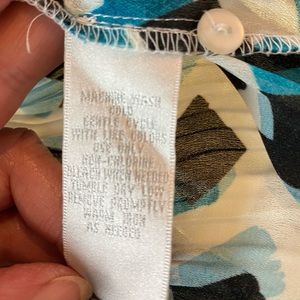 MACHINE WASH
COLD
GENTLE CYCLE
WITH LIKE COLORS
USE ONLY
NON-CHLORINE
BLEACH WHEN NEEDED
TUMBLE DRY LOW
REMOVE PROMPTLY
WARM IRON
AS NEEDED